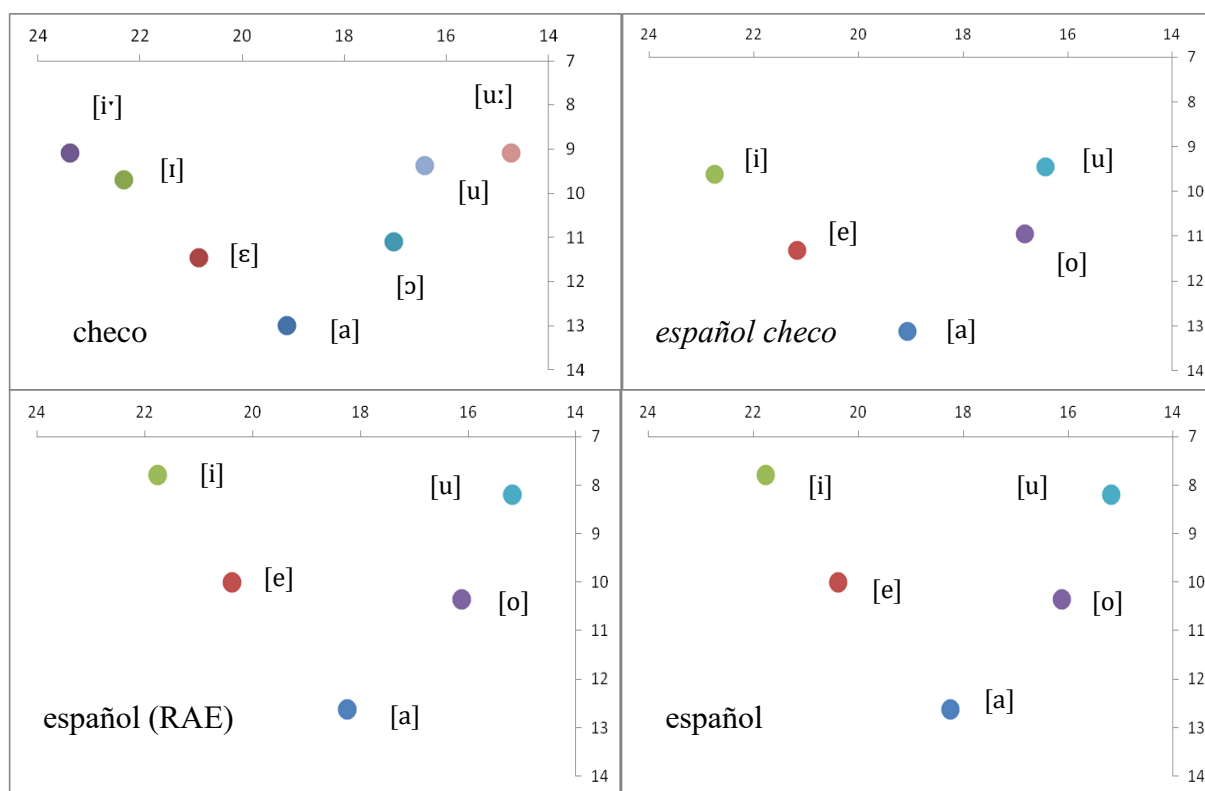 24 22 20 18 16 14
7
[iˑ] [uː]
8
9
[ɪ] [u]
10
11
[ɛ]
[ɔ]
12
checo [a]
13
14
24 22 20 18 16 14
7
8
[i] [u]
9
10
[e] [o]
11
12
español checo [a]
13
14
24 22 20 18 16 14
7
[i] [u]
8
9
[e]
10
[o]
11
12
español (RAE) [a]
13
14
24 22 20 18 16 14
7
[i] [u]
8
9
[e] [o]
10
11
12
español [a]
13
14